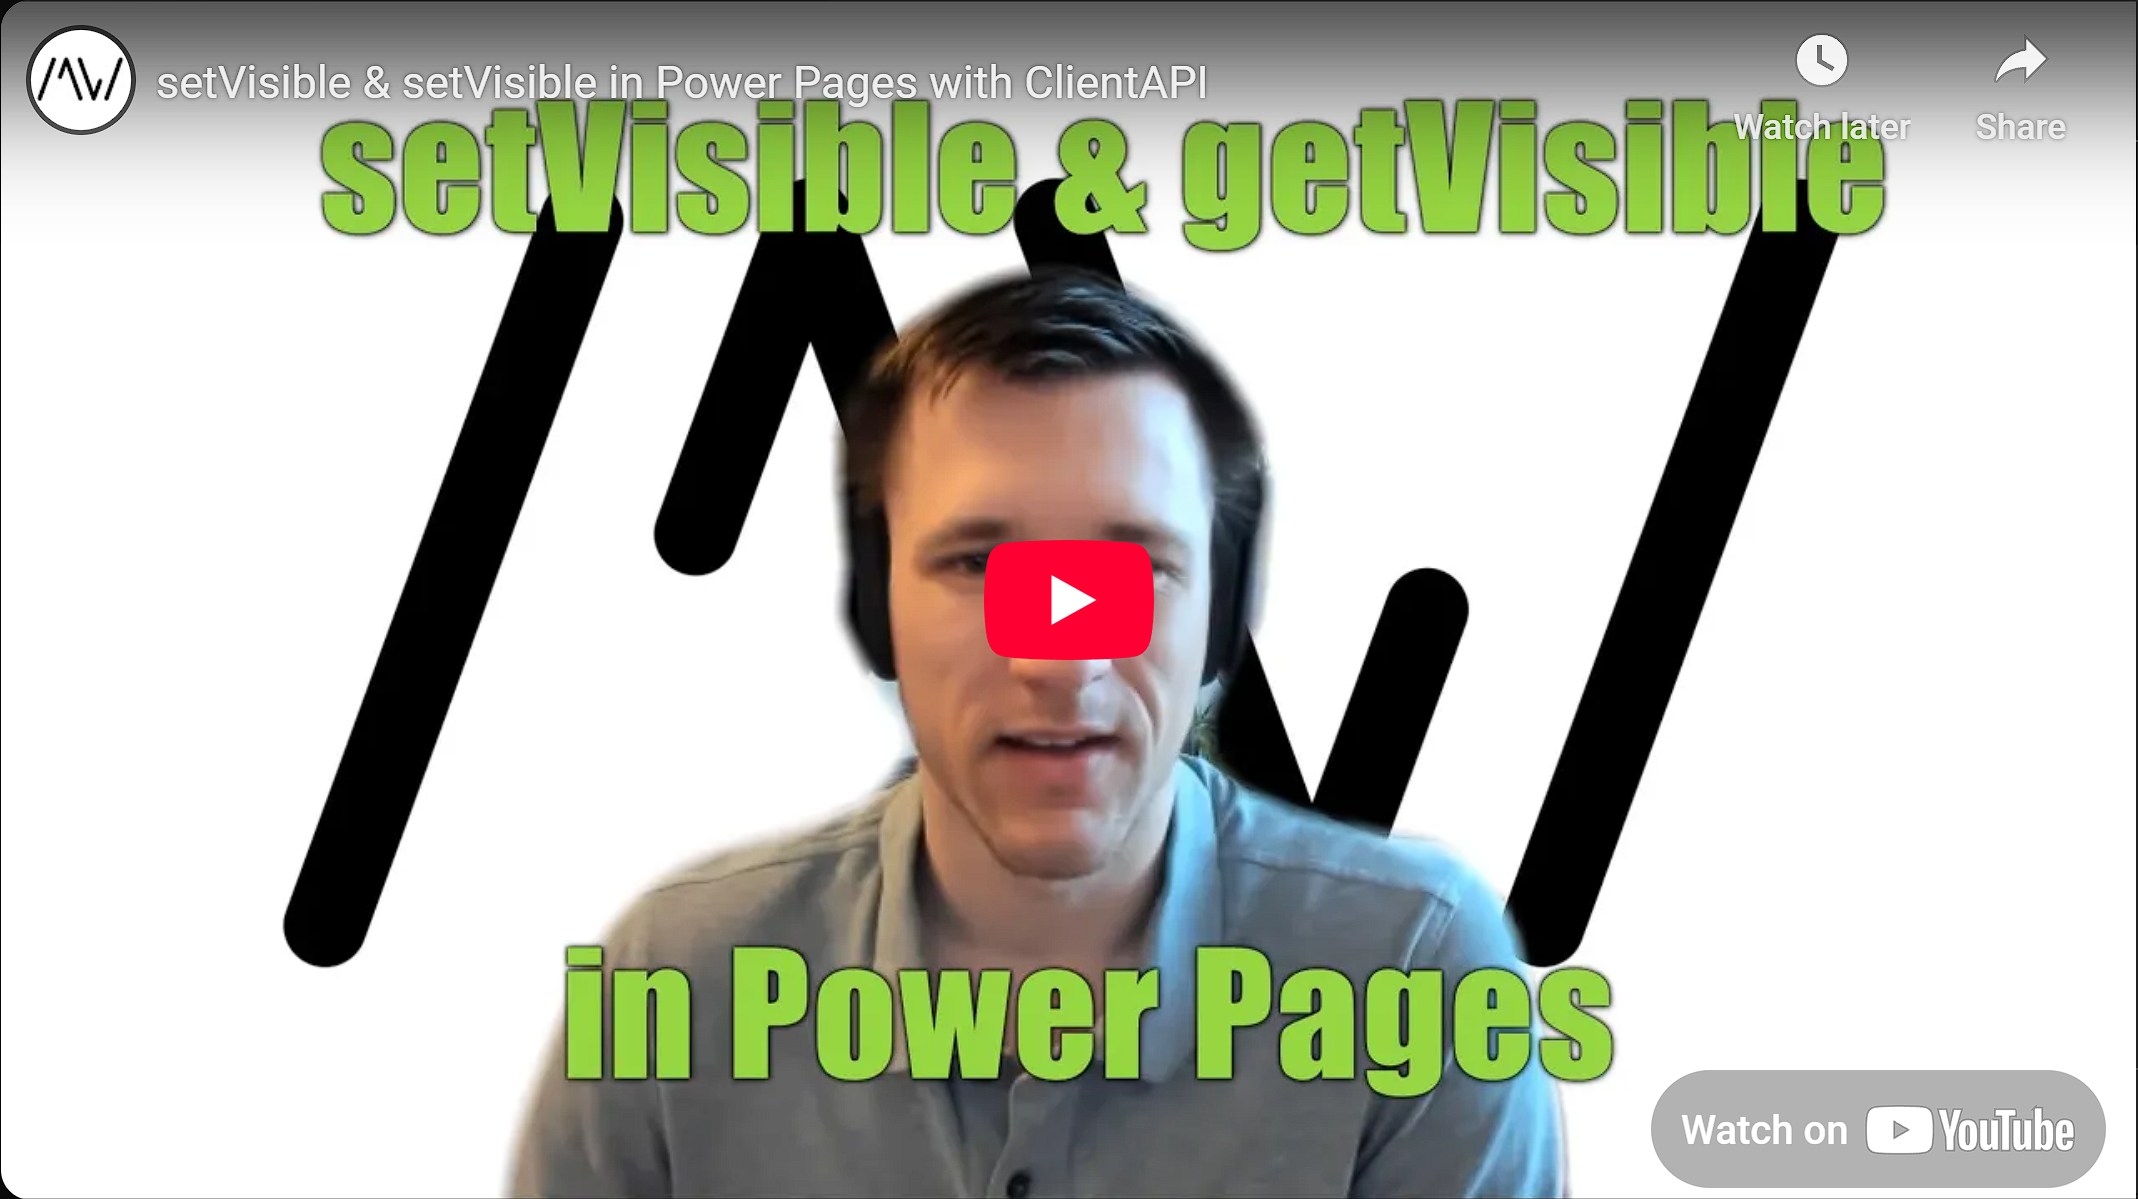 setVisible & setVisible in Power Pages with ClientAPI
Watch later
Share
setVisible & getVisible
in Power Pages
Watch on YouTube